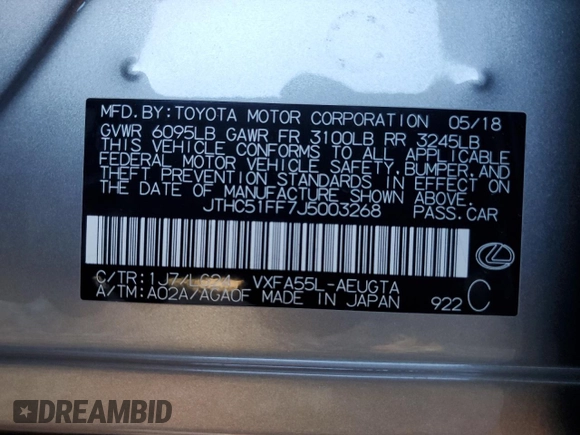 MFD. BY: TOYOTA MOTOR CORPORATION 05/18
GVWR 6095LB GAWR FR 3100LB RR 3245LB
THIS VEHICLE CONFORMS TO ALL APPLICABLE
FEDERAL MOTOR VEHICLE SAFETY, BUMPER, AND
THEFT PREVENTION STANDARDS IN EFFECT ON
THE DATE OF MANUFACTURE SHOWN ABOVE.
JTHC51FF7J5003268 PASS.CAR
C/TR: VXFA55L-AEUGTA
A/TM: A02A/AGA0F MADE IN JAPAN 922 C
DREAMBID